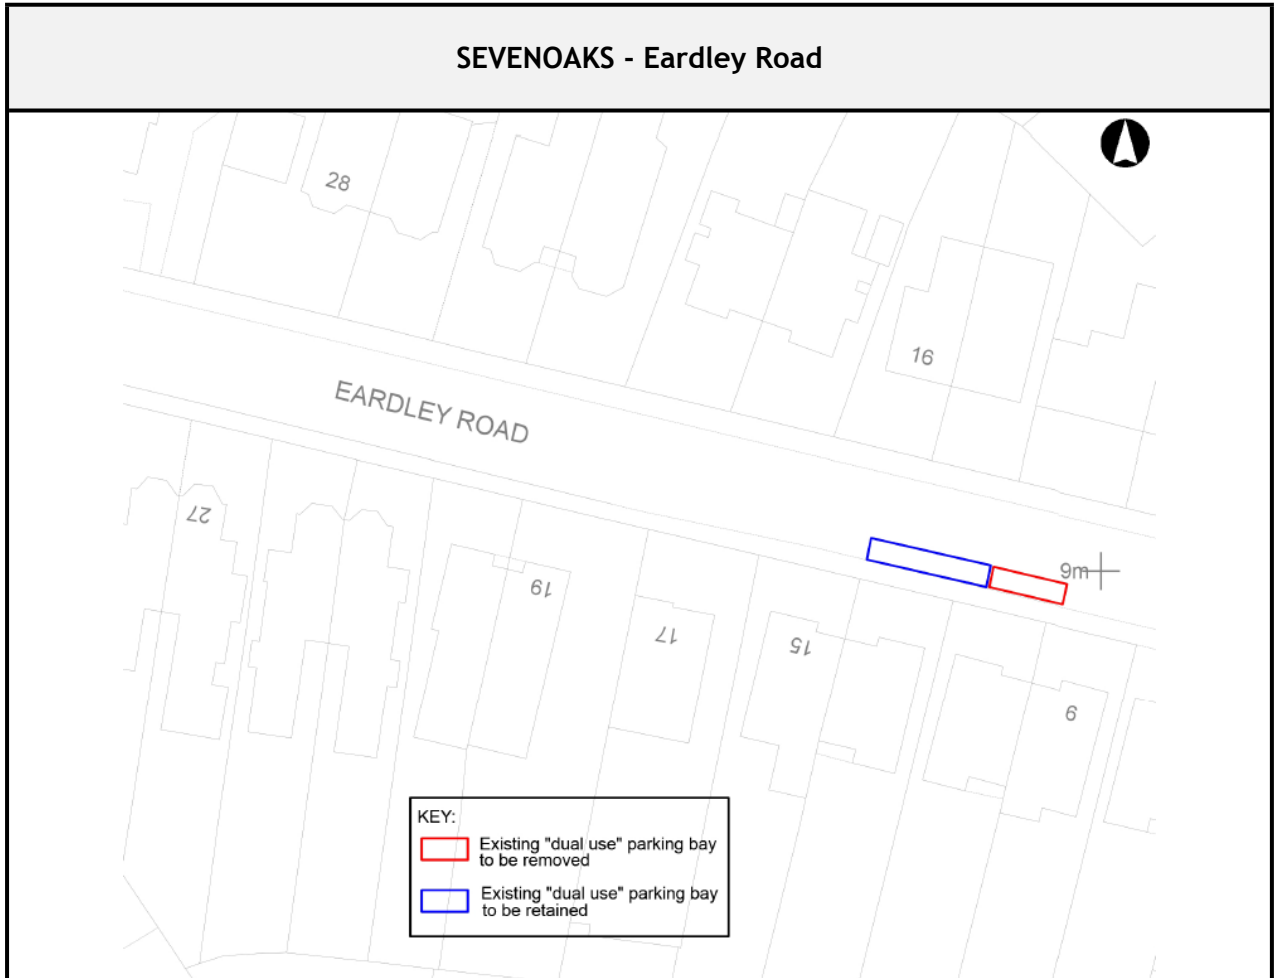 SEVENOAKS - Eardley Road
28
16
EARDLEY ROAD
27
9m
19
17
15
9
KEY:
Existing "dual use" parking bay
to be removed
Existing "dual use" parking bay
to be retained